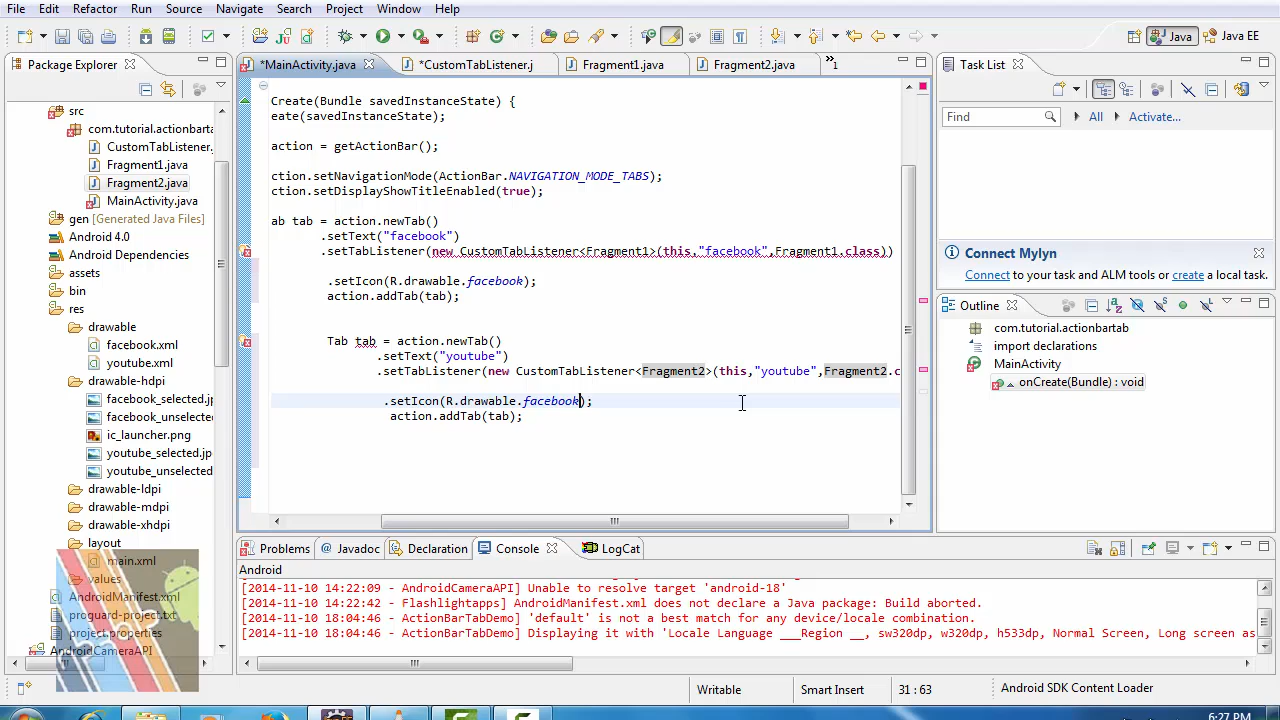 File Edit Refactor Run Source Navigate Search Project Window Help
Java
Java EE
Package Explorer
*MainActivity.java
*CustomTabListener.j
Fragment1.java
Fragment2.java
»1
Task List
Find
All
Activate...
src
com.tutorial.actionbarta
CustomTabListener.
Fragment1.java
Fragment2.java
MainActivity.java
gen [Generated Java Files]
Android 4.0
Android Dependencies
assets
bin
res
drawable
facebook.xml
youtube.xml
drawable-hdpi
facebook_selected.
facebook_unselected
ic_launcher.png
youtube_selected.jp
youtube_unselected
drawable-ldpi
drawable-mdpi
drawable-xhdpi
layout
main.xml
values
AndroidManifest.xml
proguard-project.txt
project.properties
AndroidCameraAPI
Create(Bundle savedInstanceState) {
eate(savedInstanceState);
action = getActionBar();
ction.setNavigationMode(ActionBar.NAVIGATION_MODE_TABS);
ction.setDisplayShowTitleEnabled(true);
ab tab = action.newTab()
.setText("facebook")
.setTabListener(new CustomTabListener<Fragment1>(this,"facebook",Fragment1.class))
.setIcon(R.drawable.facebook);
action.addTab(tab);
Tab tab = action.newTab()
.setText("youtube")
.setTabListener(new CustomTabListener<Fragment2>(this,"youtube",Fragment2.c
.setIcon(R.drawable.facebook);
action.addTab(tab);
Connect Mylyn
Connect to your task and ALM tools or create a local task.
Outline
com.tutorial.actionbartab
import declarations
MainActivity
onCreate(Bundle) : void
Problems Javadoc Declaration Console LogCat
Android
[2014-11-10 14:22:09 - AndroidCameraAPI] Unable to resolve target 'android-18'
[2014-11-10 14:22:42 - Flashlightapps] AndroidManifest.xml does not declare a Java package: Build aborted.
[2014-11-10 18:04:46 - ActionBarTabDemo] 'default' is not a best match for any device/locale combination.
[2014-11-10 18:04:46 - ActionBarTabDemo] Displaying it with 'Locale Language ___Region __, sw320dp, w320dp, h533dp, Normal Screen, Long screen as
Writable
Smart Insert
31 : 63
Android SDK Content Loader
6:27 PM